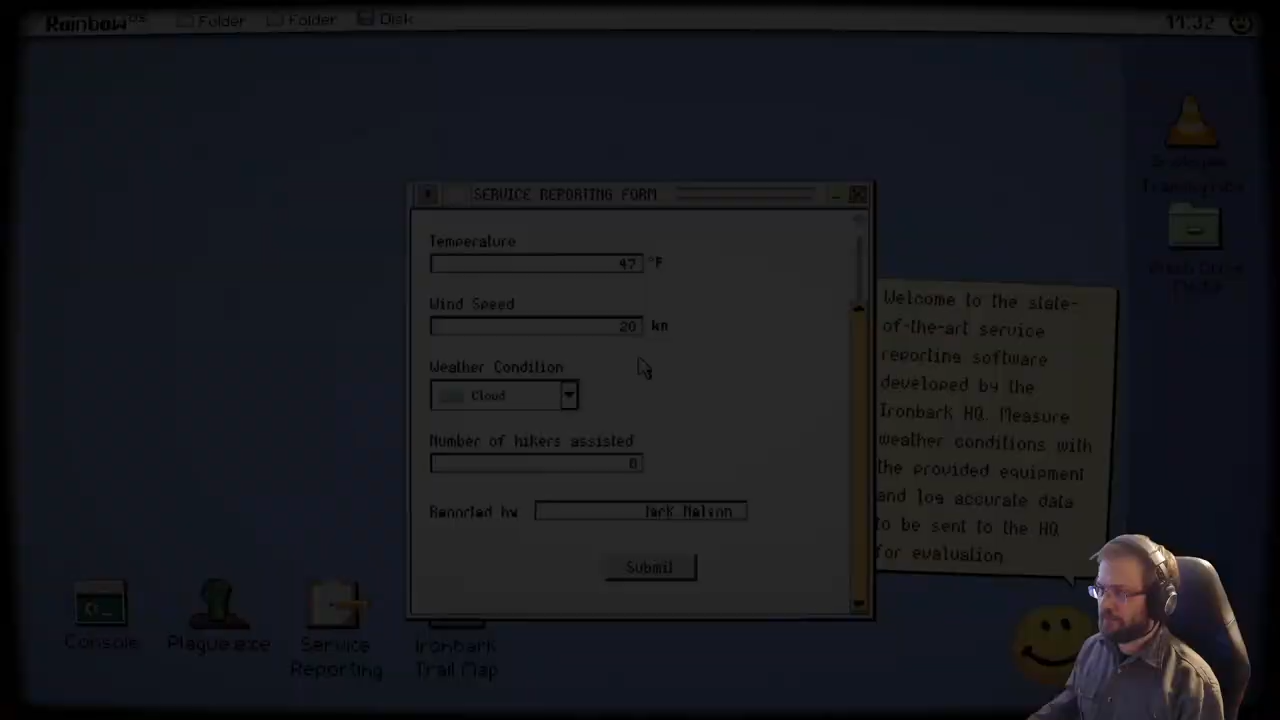 Rainbow OS
Folder
Folder
Disk
11:32
SERVICE REPORTING FORM
Temperature
47 °F
Wind Speed
20 kn
Weather Condition
Cloud
Number of hikers assisted
0
Reported by
Jack Nelson
Submit
Welcome to the state-
of-the-art service
reporting software
developed by the
Ironbark HQ. Measure
weather conditions with
the provided equipment
and log accurate data
to be sent to the HQ
for evaluation
Console
Plague.exe
Service
Reporting
Ironbark
Trail Map